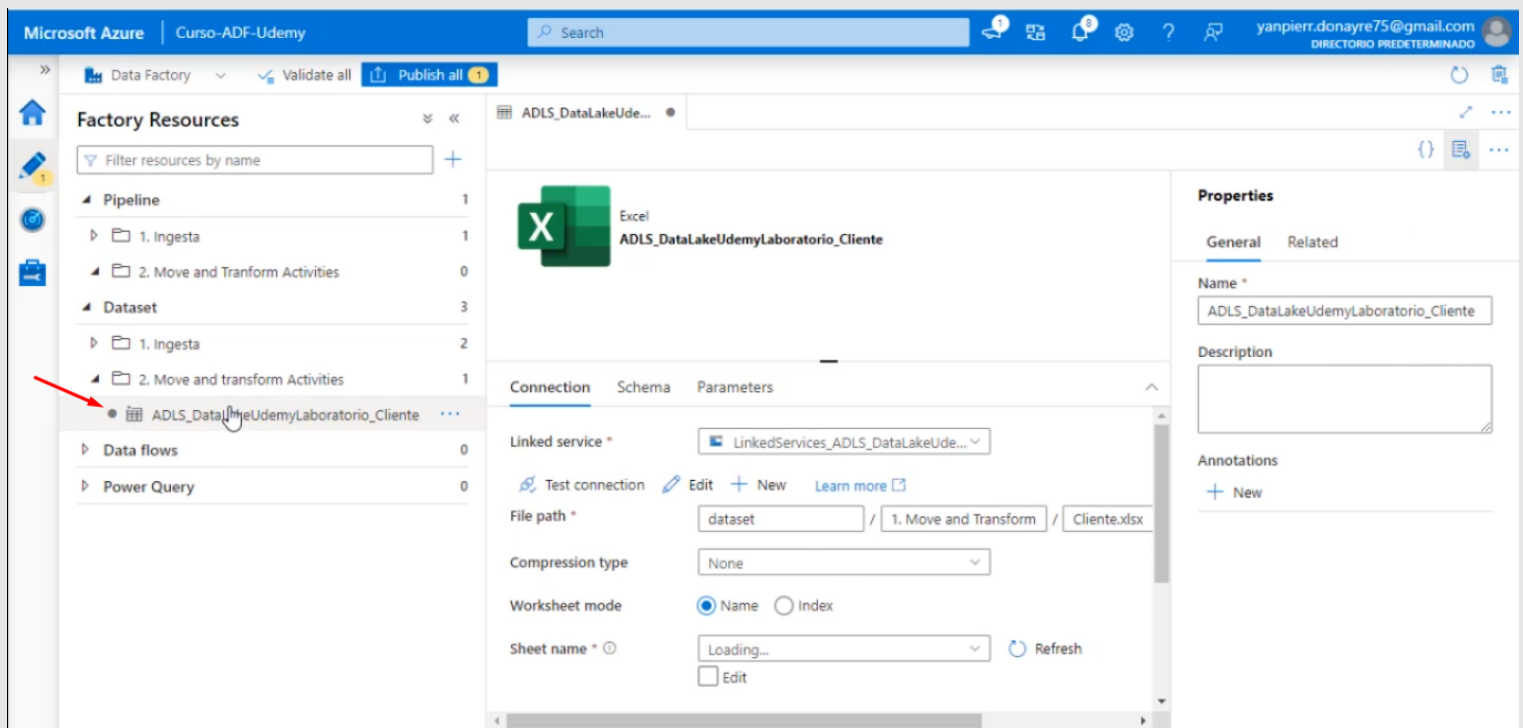 Microsoft Azure Curso-ADF-Udemy Search 1 8 ? yanpierr.donayre75@gmail.com
DIRECTORIO PREDETERMINADO
» Data Factory Validate all Publish all 1
Factory Resources
Filter resources by name
1
Pipeline 1
1. Ingesta 1
2. Move and Tranform Activities 0
Dataset 3
1. Ingesta 2
2. Move and transform Activities 1
ADLS_DataLakeUdemyLaboratorio_Cliente ...
Data flows 0
Power Query 0
ADLS_DataLakeUde... ...
{} ...
X
Excel
ADLS_DataLakeUdemyLaboratorio_Cliente
Connection Schema Parameters
Linked service * LinkedServices_ADLS_DataLakeUde...
Test connection Edit New Learn more
File path * dataset / 1. Move and Transform / Cliente.xlsx
Compression type None
Worksheet mode Name Index
Sheet name * Loading... Refresh
Edit
Properties
General Related
Name *
ADLS_DataLakeUdemyLaboratorio_Cliente
Description
Annotations
New